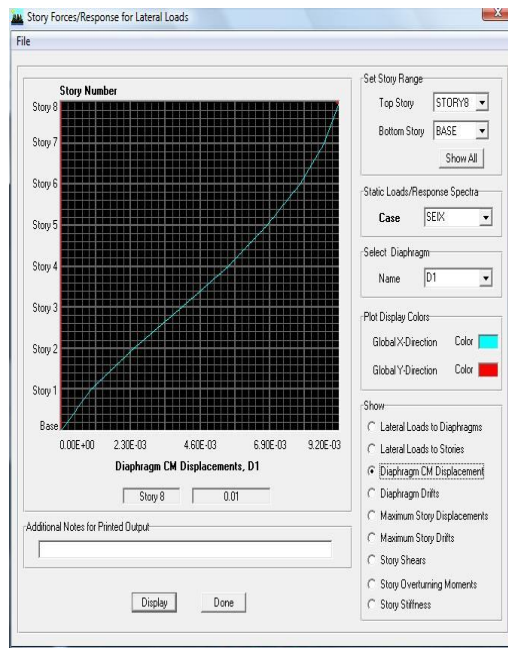 Story Forces/Response for Lateral Loads
File
Story Number
Story 8
Story 7
Story 6
Story 5
Story 4
Story 3
Story 2
Story 1
Base
0.00E+00 2.30E-03 4.60E-03 6.90E-03 9.20E-03
Diaphragm CM Displacements, D1
Story 8 0.01
Additional Notes for Printed Output
Display Done
Set Story Range
Top Story STORY8
Bottom Story BASE
Show All
Static Loads/Response Spectra
Case SEIX
Select Diaphragm
Name D1
Plot Display Colors
Global X-Direction Color
Global Y-Direction Color
Show
Lateral Loads to Diaphragms
Lateral Loads to Stories
Diaphragm CM Displacement
Diaphragm Drifts
Maximum Story Displacements
Maximum Story Drifts
Story Shears
Story Overturning Moments
Story Stiffness